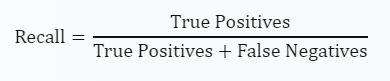 Recall = True Positives / True Positives + False Negatives